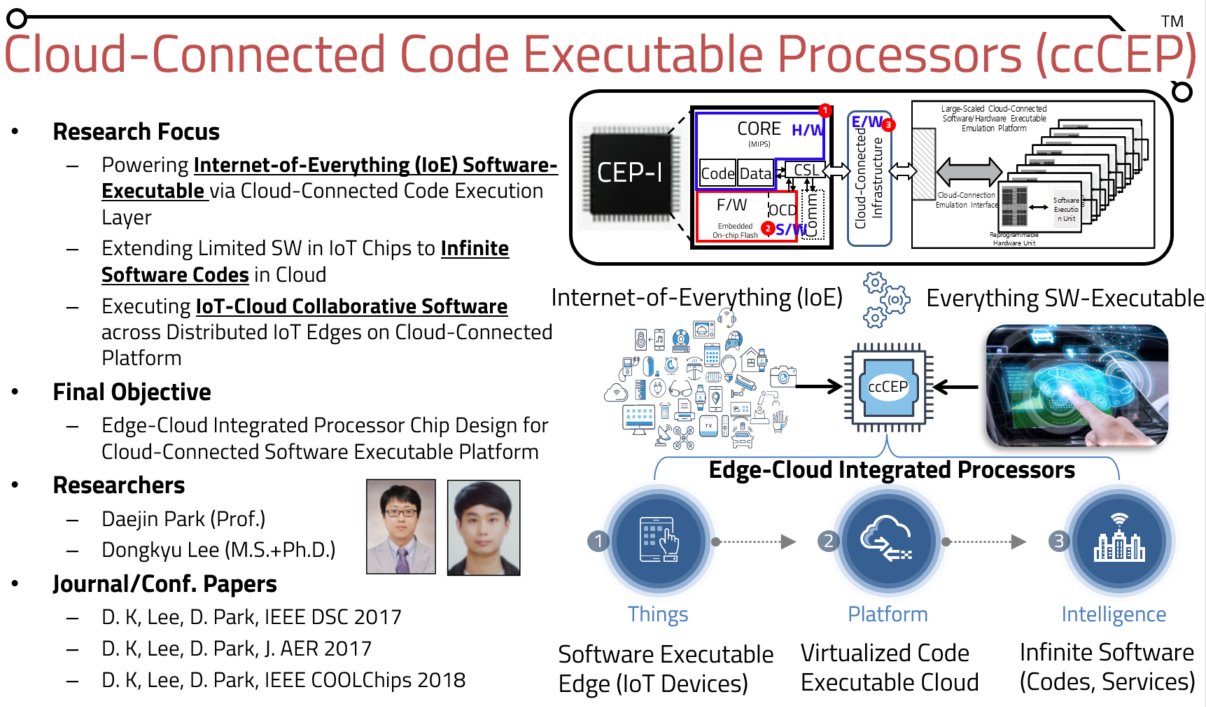 TM
Cloud-Connected Code Executable Processors (ccCEP)
• Research Focus
– Powering Internet-of-Everything (IoE) Software-
Executable via Cloud-Connected Code Execution
Layer
– Extending Limited SW in IoT Chips to Infinite
Software Codes in Cloud
– Executing IoT-Cloud Collaborative Software
across Distributed IoT Edges on Cloud-Connected
Platform
• Final Objective
– Edge-Cloud Integrated Processor Chip Design for
Cloud-Connected Software Executable Platform
• Researchers
– Daejin Park (Prof.)
– Dongkyu Lee (M.S.+Ph.D.)
• Journal/Conf. Papers
– D. K, Lee, D. Park, IEEE DSC 2017
– D. K, Lee, D. Park, J. AER 2017
– D. K, Lee, D. Park, IEEE COOLChips 2018
CEP-I
1
CORE
(MIPS)
H/W
Code
Data
CSL
F/W
Embedded
On-chip Flash
OCD
2
S/W
Comm
E/W
3
Cloud-Connected
Infrastructure
Large-Scaled Cloud-Connected
Software/Hardware Executable
Emulation Platform
Cloud-Connection
Emulation Interface
Software
Executio
n Unit
Reprogrammable
Hardware Unit
Internet-of-Everything (IoE)
Everything SW-Executable
TV
ccCEP
Edge-Cloud Integrated Processors
1
2
3
Things
Platform
Intelligence
Software Executable
Edge (IoT Devices)
Virtualized Code
Executable Cloud
Infinite Software
(Codes, Services)